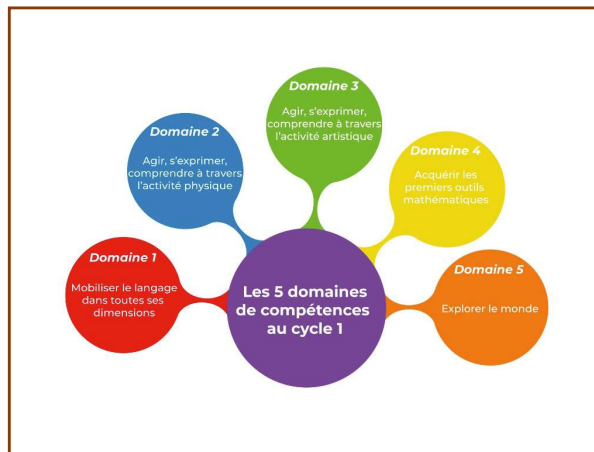 Domaine 1
Mobiliser le langage
dans toutes ses
dimensions
Domaine 2
Agir, s'exprimer,
comprendre à travers
l'activité physique
Domaine 3
Agir, s'exprimer,
comprendre à travers
l'activité artistique
Domaine 4
Acquérir les
premiers outils
mathématiques
Domaine 5
Explorer le monde
Les 5 domaines
de compétences
au cycle 1